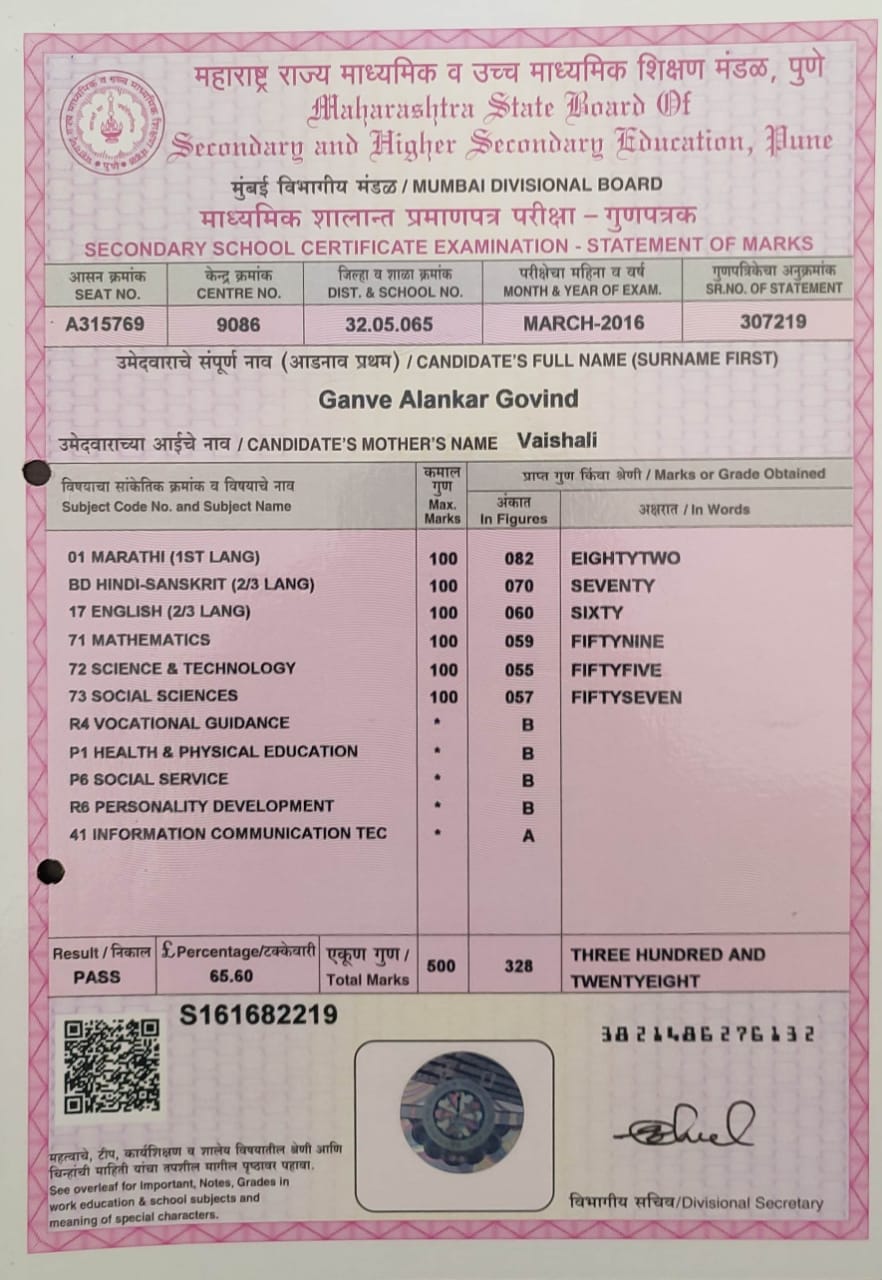 महाराष्ट्र राज्य माध्यमिक व उच्च माध्यमिक शिक्षण मंडळ, पुणे
Maharashtra State Board Of
Secondary and Higher Secondary Education, Pune
मुंबई विभागीय मंडळ / MUMBAI DIVISIONAL BOARD
माध्यमिक शालान्त प्रमाणपत्र परीक्षा – गुणपत्रक
SECONDARY SCHOOL CERTIFICATE EXAMINATION - STATEMENT OF MARKS
आसन क्रमांक केन्द्र क्रमांक जिल्हा व शाळा क्रमांक परीक्षेचा महिना व वर्ष गुणपत्रिकेचा अनुक्रमांक
SEAT NO. CENTRE NO. DIST. & SCHOOL NO. MONTH & YEAR OF EXAM. SR.NO. OF STATEMENT
A315769 9086 32.05.065 MARCH-2016 307219
उमेदवाराचे संपूर्ण नाव (आडनाव प्रथम) / CANDIDATE'S FULL NAME (SURNAME FIRST)
Ganve Alankar Govind
उमेदवाराच्या आईचे नाव / CANDIDATE'S MOTHER'S NAME Vaishali
विषयाचा सांकेतिक क्रमांक व विषयाचे नाव
Subject Code No. and Subject Name
कमाल
गुण
Max.
Marks
प्राप्त गुण किंवा श्रेणी / Marks or Grade Obtained
अंकात
In Figures
अक्षरात / In Words
01 MARATHI (1ST LANG) 100 082 EIGHTYTWO
BD HINDI-SANSKRIT (2/3 LANG) 100 070 SEVENTY
17 ENGLISH (2/3 LANG) 100 060 SIXTY
71 MATHEMATICS 100 059 FIFTYNINE
72 SCIENCE & TECHNOLOGY 100 055 FIFTYFIVE
73 SOCIAL SCIENCES 100 057 FIFTYSEVEN
R4 VOCATIONAL GUIDANCE * B
P1 HEALTH & PHYSICAL EDUCATION * B
P6 SOCIAL SERVICE * B
R6 PERSONALITY DEVELOPMENT * B
41 INFORMATION COMMUNICATION TEC * A
Result / निकाल
PASS
£Percentage/टक्केवारी
65.60
एकूण गुण /
Total Marks
500 328
THREE HUNDRED AND
TWENTYEIGHT
S161682219
3821486276132
महत्वाचे, टीप, कार्यशिक्षण व शालेय विषयातील श्रेणी आणि
चिन्हांची माहिती यांचा तपशील मागील पृष्ठावर पहावा.
See overleaf for Important, Notes, Grades in
work education & school subjects and
meaning of special characters.
विभागीय सचिव/Divisional Secretary